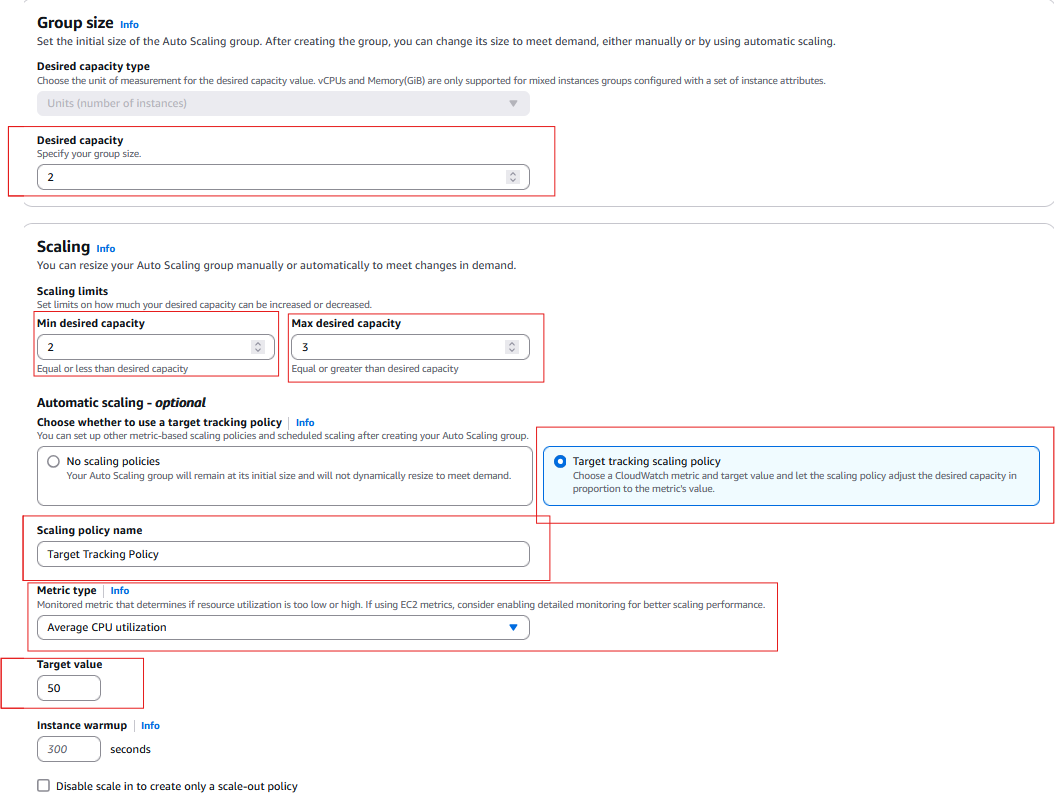 Group size Info
Set the initial size of the Auto Scaling group. After creating the group, you can change its size to meet demand, either manually or by using automatic scaling.
Desired capacity type
Choose the unit of measurement for the desired capacity value. vCPUs and Memory(GiB) are only supported for mixed instances groups configured with a set of instance attributes.
Units (number of instances)
Desired capacity
Specify your group size.
2
Scaling Info
You can resize your Auto Scaling group manually or automatically to meet changes in demand.
Scaling limits
Set limits on how much your desired capacity can be increased or decreased.
Min desired capacity
2
Equal or less than desired capacity
Max desired capacity
3
Equal or greater than desired capacity
Automatic scaling - optional
Choose whether to use a target tracking policy Info
You can set up other metric-based scaling policies and scheduled scaling after creating your Auto Scaling group.
No scaling policies
Your Auto Scaling group will remain at its initial size and will not dynamically resize to meet demand.
Target tracking scaling policy
Choose a CloudWatch metric and target value and let the scaling policy adjust the desired capacity in
proportion to the metric's value.
Scaling policy name
Target Tracking Policy
Metric type Info
Monitored metric that determines if resource utilization is too low or high. If using EC2 metrics, consider enabling detailed monitoring for better scaling performance.
Average CPU utilization
Target value
50
Instance warmup Info
300 seconds
Disable scale in to create only a scale-out policy